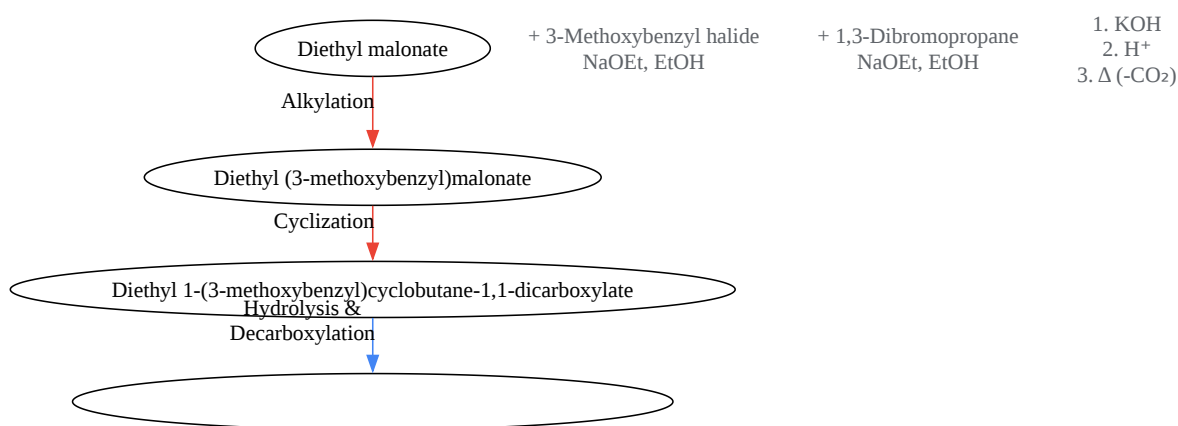 Diethyl malonate
+ 3-Methoxybenzyl halide
NaOEt, EtOH
+ 1,3-Dibromopropane
NaOEt, EtOH
1. KOH
2. H⁺
3. Δ (-CO₂)
Alkylation
Diethyl (3-methoxybenzyl)malonate
Cyclization
Diethyl 1-(3-methoxybenzyl)cyclobutane-1,1-dicarboxylate
Hydrolysis &
Decarboxylation